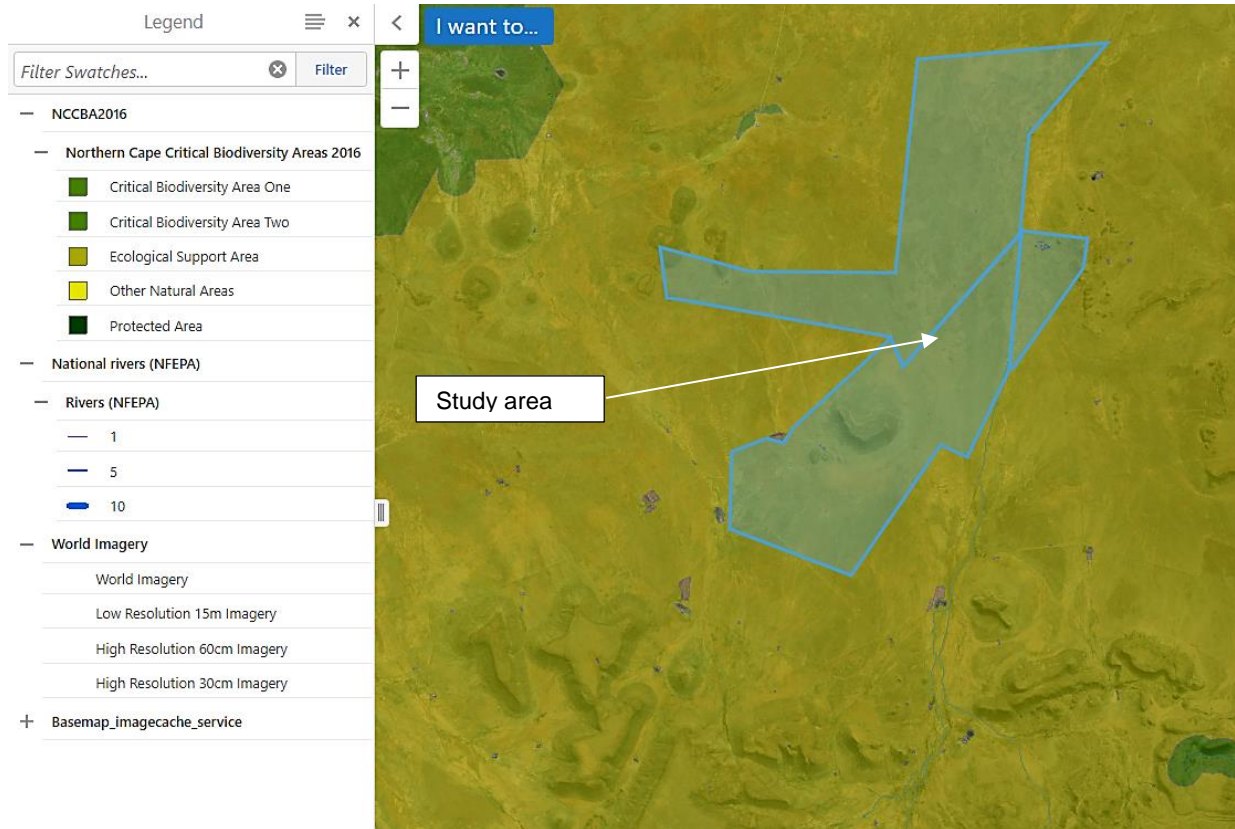 Legend
I want to...
Filter Swatches...
Filter
NCCBA2016
Northern Cape Critical Biodiversity Areas 2016
Critical Biodiversity Area One
Critical Biodiversity Area Two
Ecological Support Area
Other Natural Areas
Protected Area
National rivers (NFEPA)
Rivers (NFEPA)
1
5
10
World Imagery
World Imagery
Low Resolution 15m Imagery
High Resolution 60cm Imagery
High Resolution 30cm Imagery
Basemap_imagecache_service
Study area